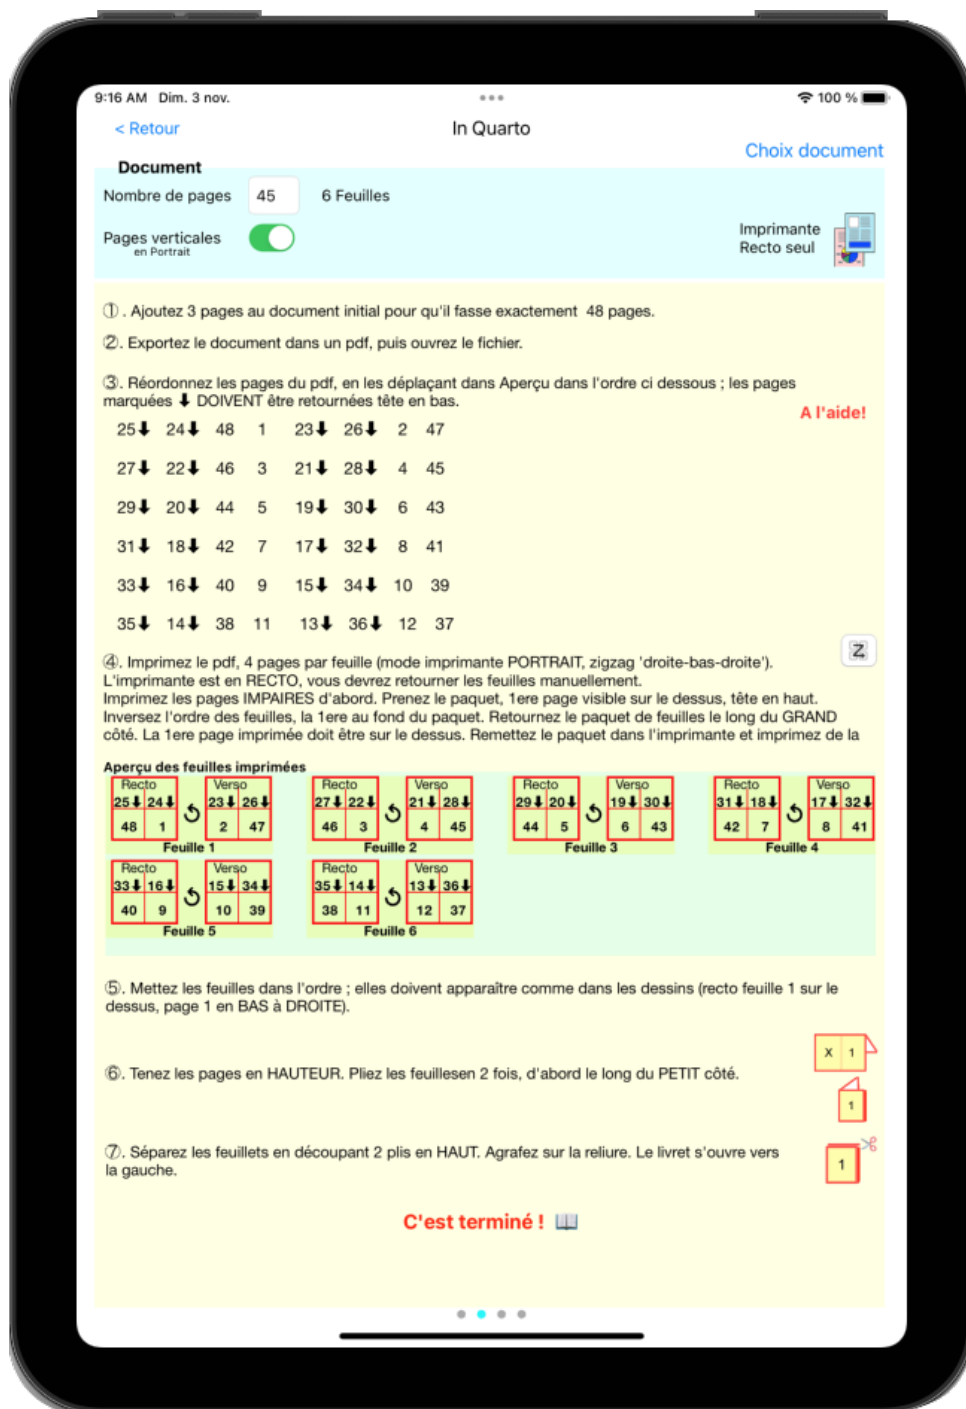 9:16 AM Dim. 3 nov.
100 %
< Retour
In Quarto
Choix document
Document
Nombre de pages 45 6 Feuilles
Pages verticales
en Portrait
Imprimante
Recto seul
①. Ajoutez 3 pages au document initial pour qu'il fasse exactement 48 pages.
②. Exportez le document dans un pdf, puis ouvrez le fichier.
③. Réordonnez les pages du pdf, en les déplaçant dans Aperçu dans l'ordre ci dessous ; les pages
marquées ⬇ DOIVENT être retournées tête en bas.
A l'aide!
25⬇ 24⬇ 48 1 23⬇ 26⬇ 2 47
27⬇ 22⬇ 46 3 21⬇ 28⬇ 4 45
29⬇ 20⬇ 44 5 19⬇ 30⬇ 6 43
31⬇ 18⬇ 42 7 17⬇ 32⬇ 8 41
33⬇ 16⬇ 40 9 15⬇ 34⬇ 10 39
35⬇ 14⬇ 38 11 13⬇ 36⬇ 12 37
Z
④. Imprimez le pdf, 4 pages par feuille (mode imprimante PORTRAIT, zigzag 'droite-bas-droite').
L'imprimante est en RECTO, vous devrez retourner les feuilles manuellement.
Imprimez les pages IMPAIRES d'abord. Prenez le paquet, 1ere page visible sur le dessus, tête en haut.
Inversez l'ordre des feuilles, la 1ere au fond du paquet. Retournez le paquet de feuilles le long du GRAND
côté. La 1ere page imprimée doit être sur le dessus. Remettez le paquet dans l'imprimante et imprimez de la
Aperçu des feuilles imprimées
Recto Verso Recto Verso Recto Verso Recto Verso
25⬇ 24⬇ 23⬇ 26⬇ 27⬇ 22⬇ 21⬇ 28⬇ 29⬇ 20⬇ 19⬇ 30⬇ 31⬇ 18⬇ 17⬇ 32⬇
48 1 2 47 46 3 4 45 44 5 6 43 42 7 8 41
Feuille 1 Feuille 2 Feuille 3 Feuille 4
Recto Verso Recto Verso
33⬇ 16⬇ 15⬇ 34⬇ 35⬇ 14⬇ 13⬇ 36⬇
40 9 10 39 38 11 12 37
Feuille 5 Feuille 6
⑤. Mettez les feuilles dans l'ordre ; elles doivent apparaître comme dans les dessins (recto feuille 1 sur le
dessus, page 1 en BAS à DROITE).
X 1
⑥. Tenez les pages en HAUTEUR. Pliez les feuillesen 2 fois, d'abord le long du PETIT côté.
1
⑦. Séparez les feuillets en découpant 2 plis en HAUT. Agrafez sur la reliure. Le livret s'ouvre vers
la gauche.
1
C'est terminé !